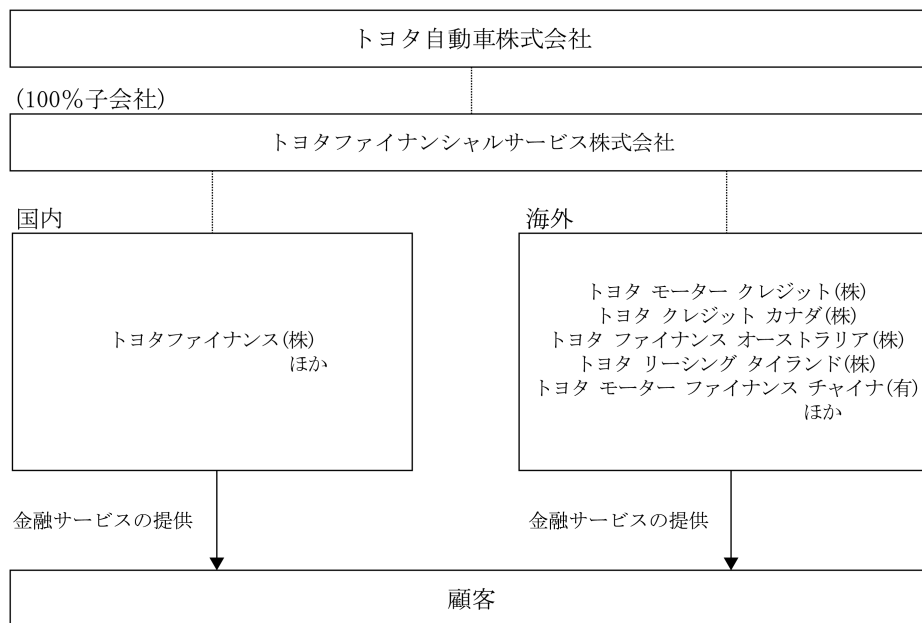 トヨタ自動車株式会社
(100%子会社)
トヨタファイナンシャルサービス株式会社
国内
トヨタファイナンス(株)
ほか
海外
トヨタ モーター クレジット(株)
トヨタ クレジット カナダ(株)
トヨタ ファイナンス オーストラリア(株)
トヨタ リーシング タイランド(株)
トヨタ モーター ファイナンス チャイナ(有)
ほか
金融サービスの提供
金融サービスの提供
顧客